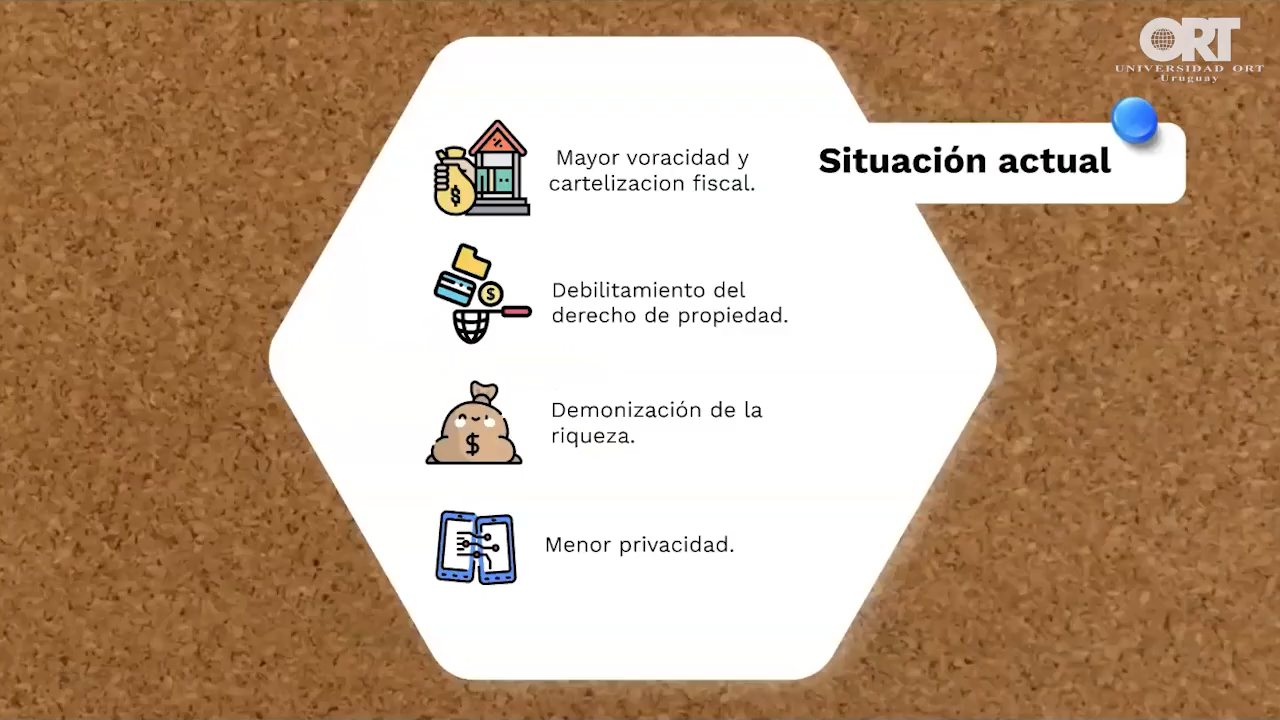 ORT
UNIVERSIDAD ORT
Uruguay
Situación actual
Mayor voracidad y
cartelizacion fiscal.
Debilitamiento del
derecho de propiedad.
Demonización de la
riqueza.
Menor privacidad.